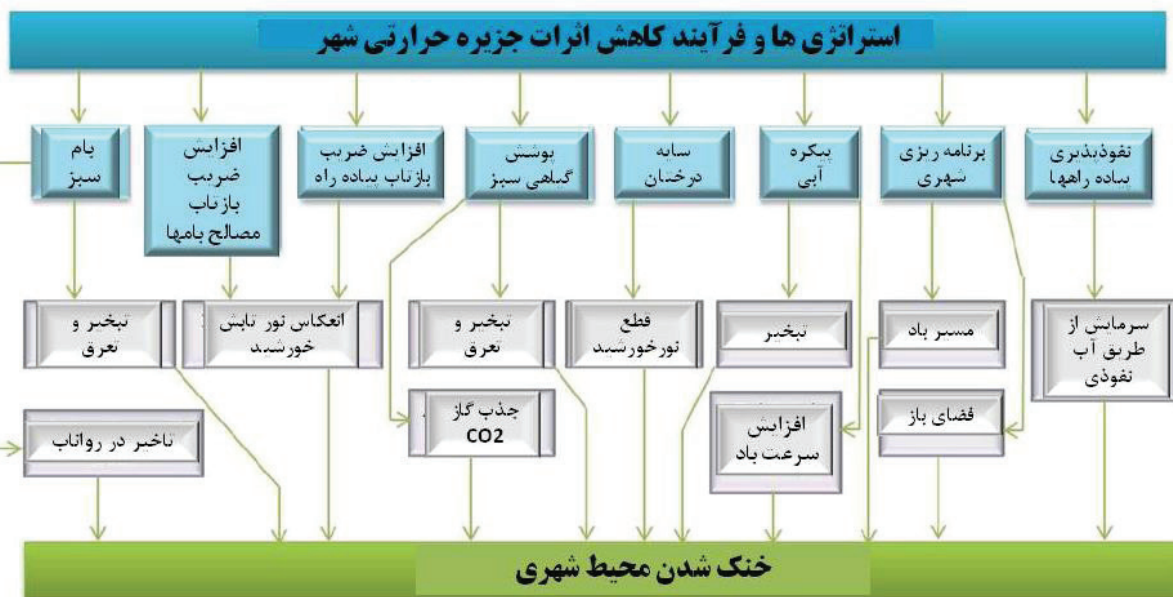 استراتژی ها و فرآیند کاهش اثرات جزیره حرارتی شهر
نفوذپذیری
پیاده راهها
برنامه ریزی
شهری
پیکره
آبی
سایه
درختان
پوشش
گیاهی سبز
افزایش ضریب
بازتاب پیاده راه
افزایش
ضریب
بازتاب
مصالح بامها
بام
سبز
سرمایش از
طریق آب
نفوذی
مسیر باد
تبخیر
قطع
نورخورشید
تبخیر و
تعرق
انعکاس نور تابش
خورشید
تبخیر و
تعرق
فضای باز
افزایش
سرعت باد
جذب گاز
CO2
تاخیر در رواناب
خنک شدن محیط شهری